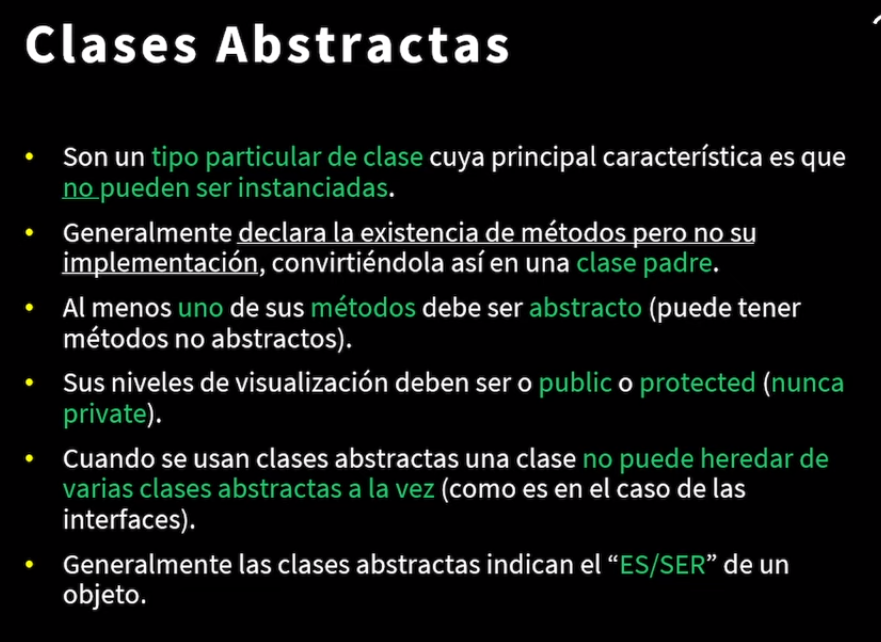 Clases Abstractas
• Son un tipo particular de clase cuya principal característica es que
no pueden ser instanciadas.
• Generalmente declara la existencia de métodos pero no su
implementación, convirtiéndola así en una clase padre.
• Al menos uno de sus métodos debe ser abstracto (puede tener
métodos no abstractos).
• Sus niveles de visualización deben ser o public o protected (nunca
private).
• Cuando se usan clases abstractas una clase no puede heredar de
varias clases abstractas a la vez (como es en el caso de las
interfaces).
• Generalmente las clases abstractas indican el “ES/SER” de un
objeto.